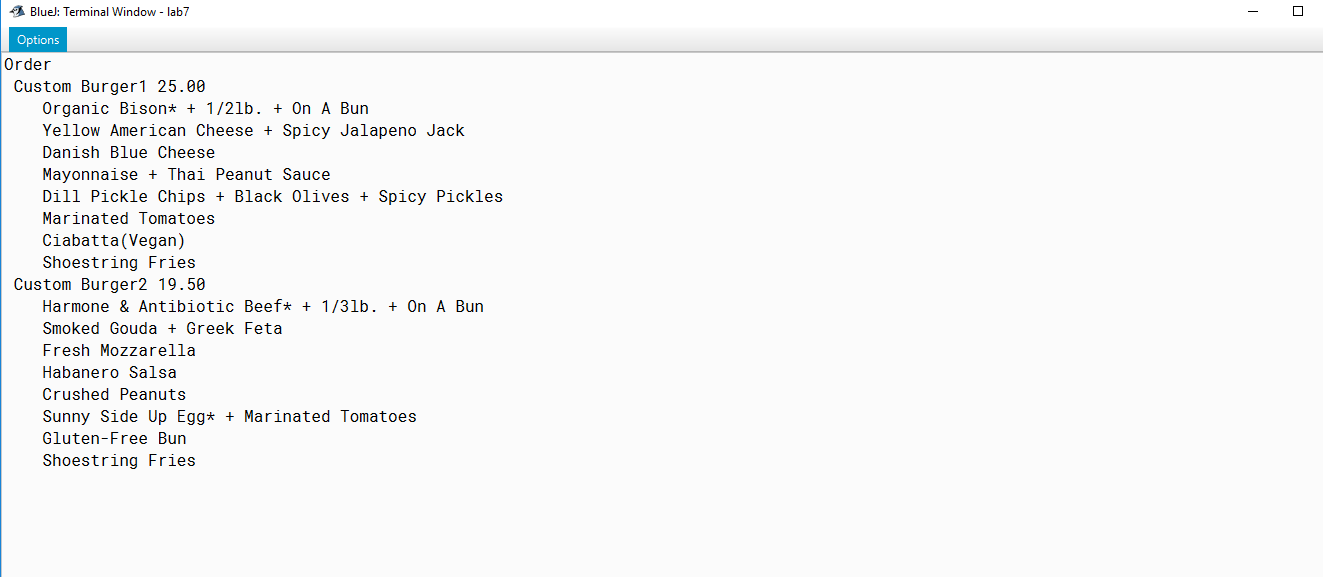 BlueJ: Terminal Window - lab7
Options
Order
Custom Burger1 25.00
Organic Bison* + 1/2lb. + On A Bun
Yellow American Cheese + Spicy Jalapeno Jack
Danish Blue Cheese
Mayonnaise + Thai Peanut Sauce
Dill Pickle Chips + Black Olives + Spicy Pickles
Marinated Tomatoes
Ciabatta(Vegan)
Shoestring Fries
Custom Burger2 19.50
Harmone & Antibiotic Beef* + 1/3lb. + On A Bun
Smoked Gouda + Greek Feta
Fresh Mozzarella
Habanero Salsa
Crushed Peanuts
Sunny Side Up Egg* + Marinated Tomatoes
Gluten-Free Bun
Shoestring Fries